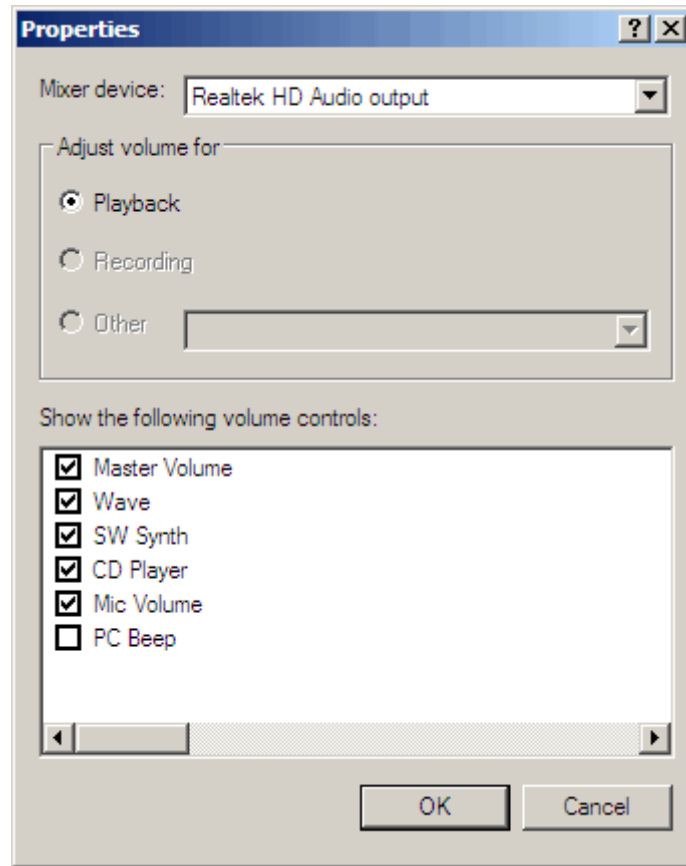 Properties
Mixer device: Realtek HD Audio output
Adjust volume for
Playback
Recording
Other
Show the following volume controls:
Master Volume
Wave
SW Synth
CD Player
Mic Volume
PC Beep
OK Cancel